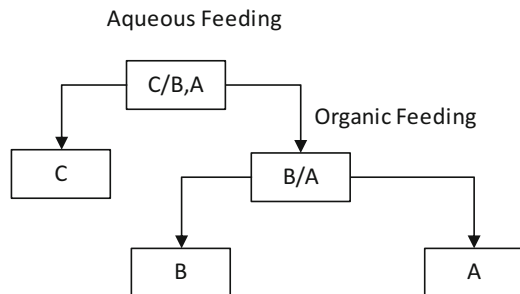 Aqueous Feeding
C/B,A
Organic Feeding
C
B/A
B
A